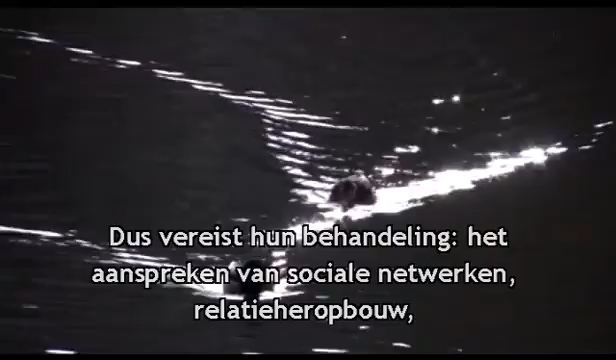 Dus vereist hun behandeling: het
aanspreken van sociale netwerken,
relatieheropbouw,